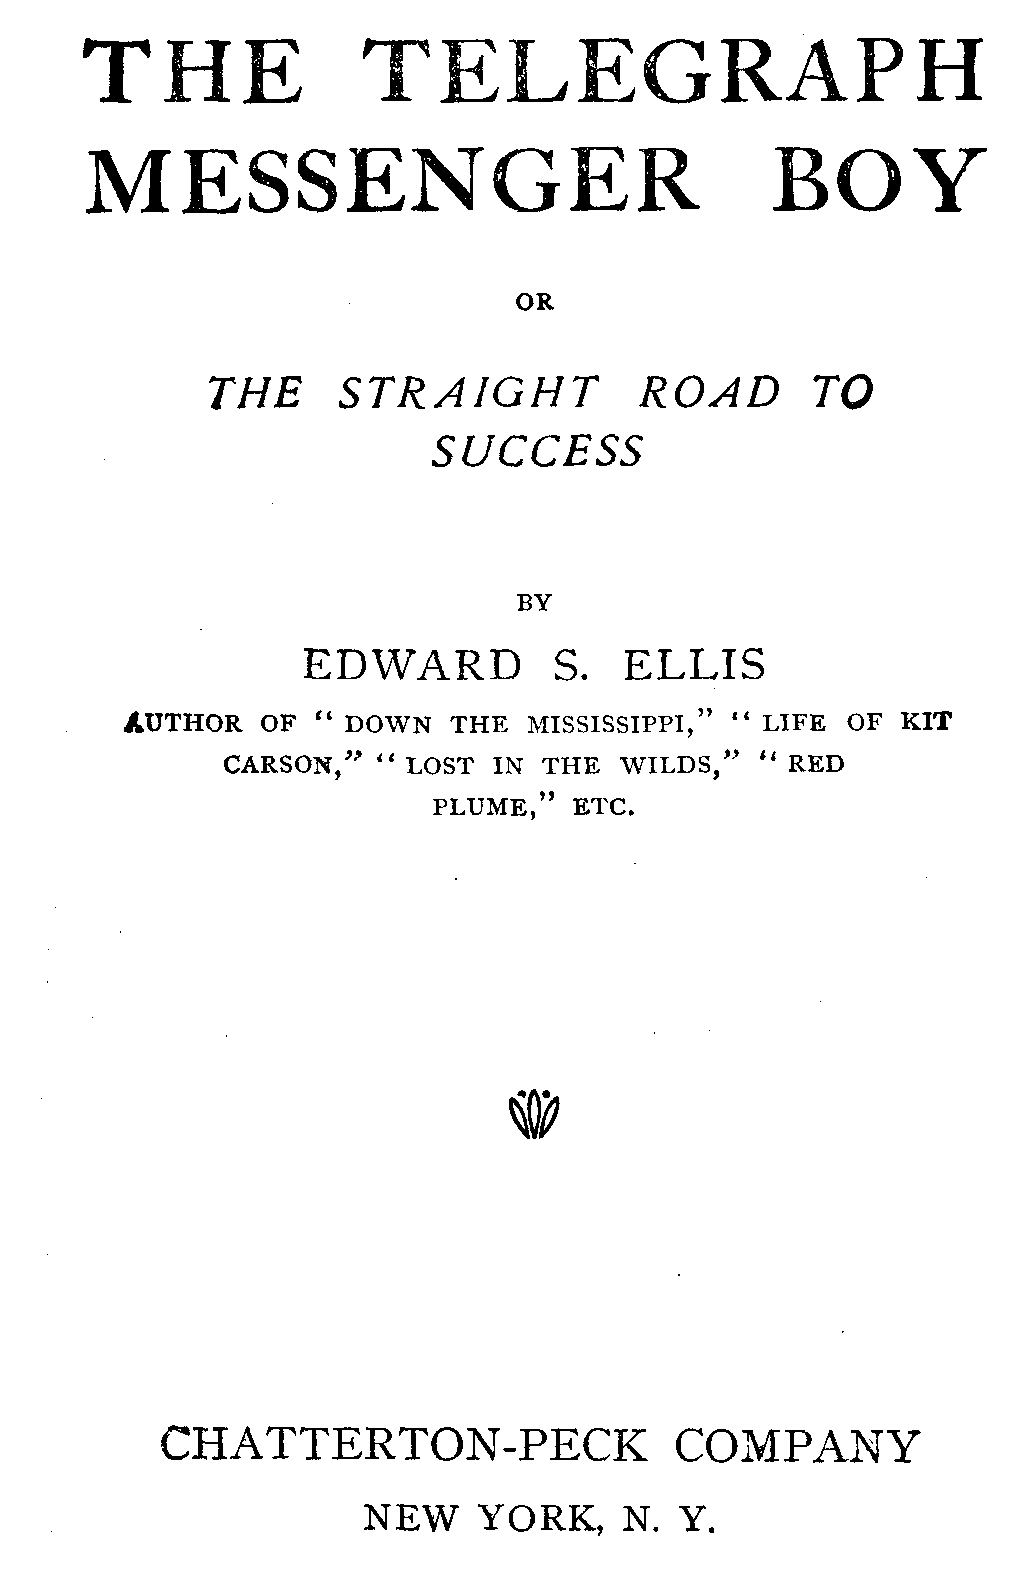 THE TELEGRAPH
MESSENGER BOY
OR
THE STRAIGHT ROAD TO
SUCCESS
BY
EDWARD S. ELLIS
AUTHOR OF “ DOWN THE MISSISSIPPI,” “ LIFE OF KIT
CARSON,” “ LOST IN THE WILDS,” “ RED
PLUME,” ETC.
CHATTERTON-PECK COMPANY
NEW YORK, N. Y.